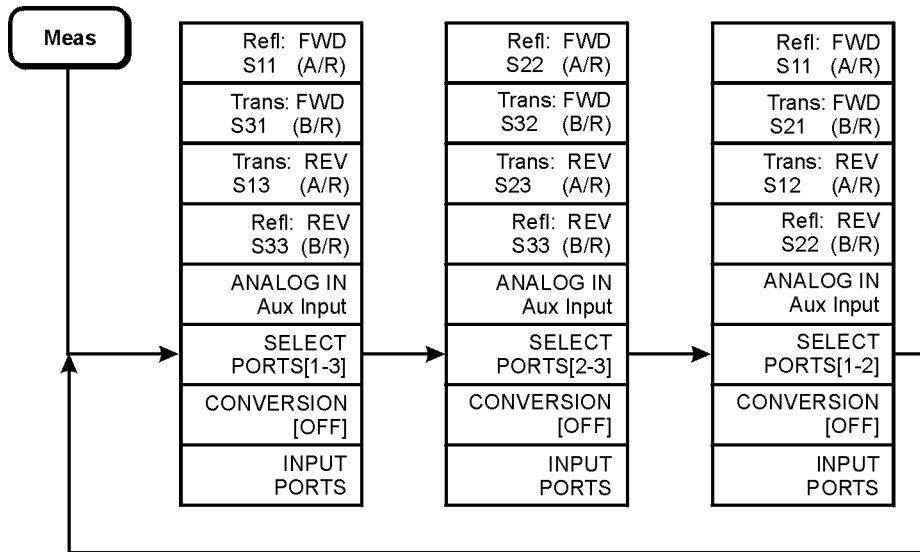 Meas
Refl: FWD
S11 (A/R)
Trans: FWD
S31 (B/R)
Trans: REV
S13 (A/R)
Refl: REV
S33 (B/R)
ANALOG IN
Aux Input
SELECT
PORTS[1-3]
CONVERSION
[OFF]
INPUT
PORTS
Refl: FWD
S22 (A/R)
Trans: FWD
S32 (B/R)
Trans: REV
S23 (A/R)
Refl: REV
S33 (B/R)
ANALOG IN
Aux Input
SELECT
PORTS[2-3]
CONVERSION
[OFF]
INPUT
PORTS
Refl: FWD
S11 (A/R)
Trans: FWD
S21 (B/R)
Trans: REV
S12 (A/R)
Refl: REV
S22 (B/R)
ANALOG IN
Aux Input
SELECT
PORTS[1-2]
CONVERSION
[OFF]
INPUT
PORTS